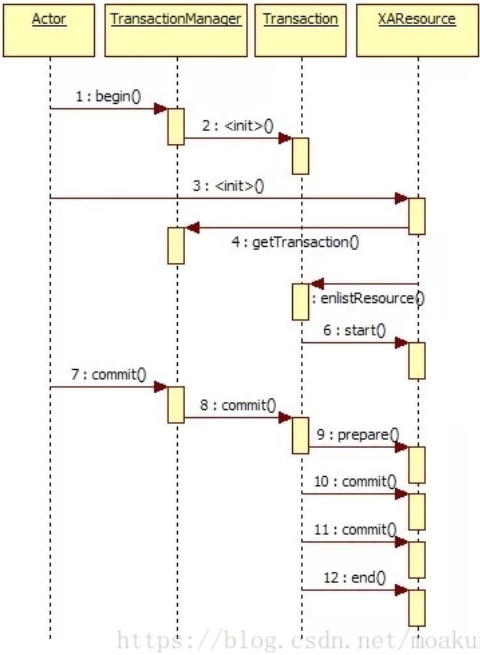 Actor
TransactionManager
Transaction
XAResource
1 : begin()
2 : <init>()
3 : <init>()
4 : getTransaction()
: enlistResource()
6 : start()
7 : commit()
8 : commit()
9 : prepare()
10 : commit()
11 : commit()
12 : end()
https://blog.csdn.net/moakun